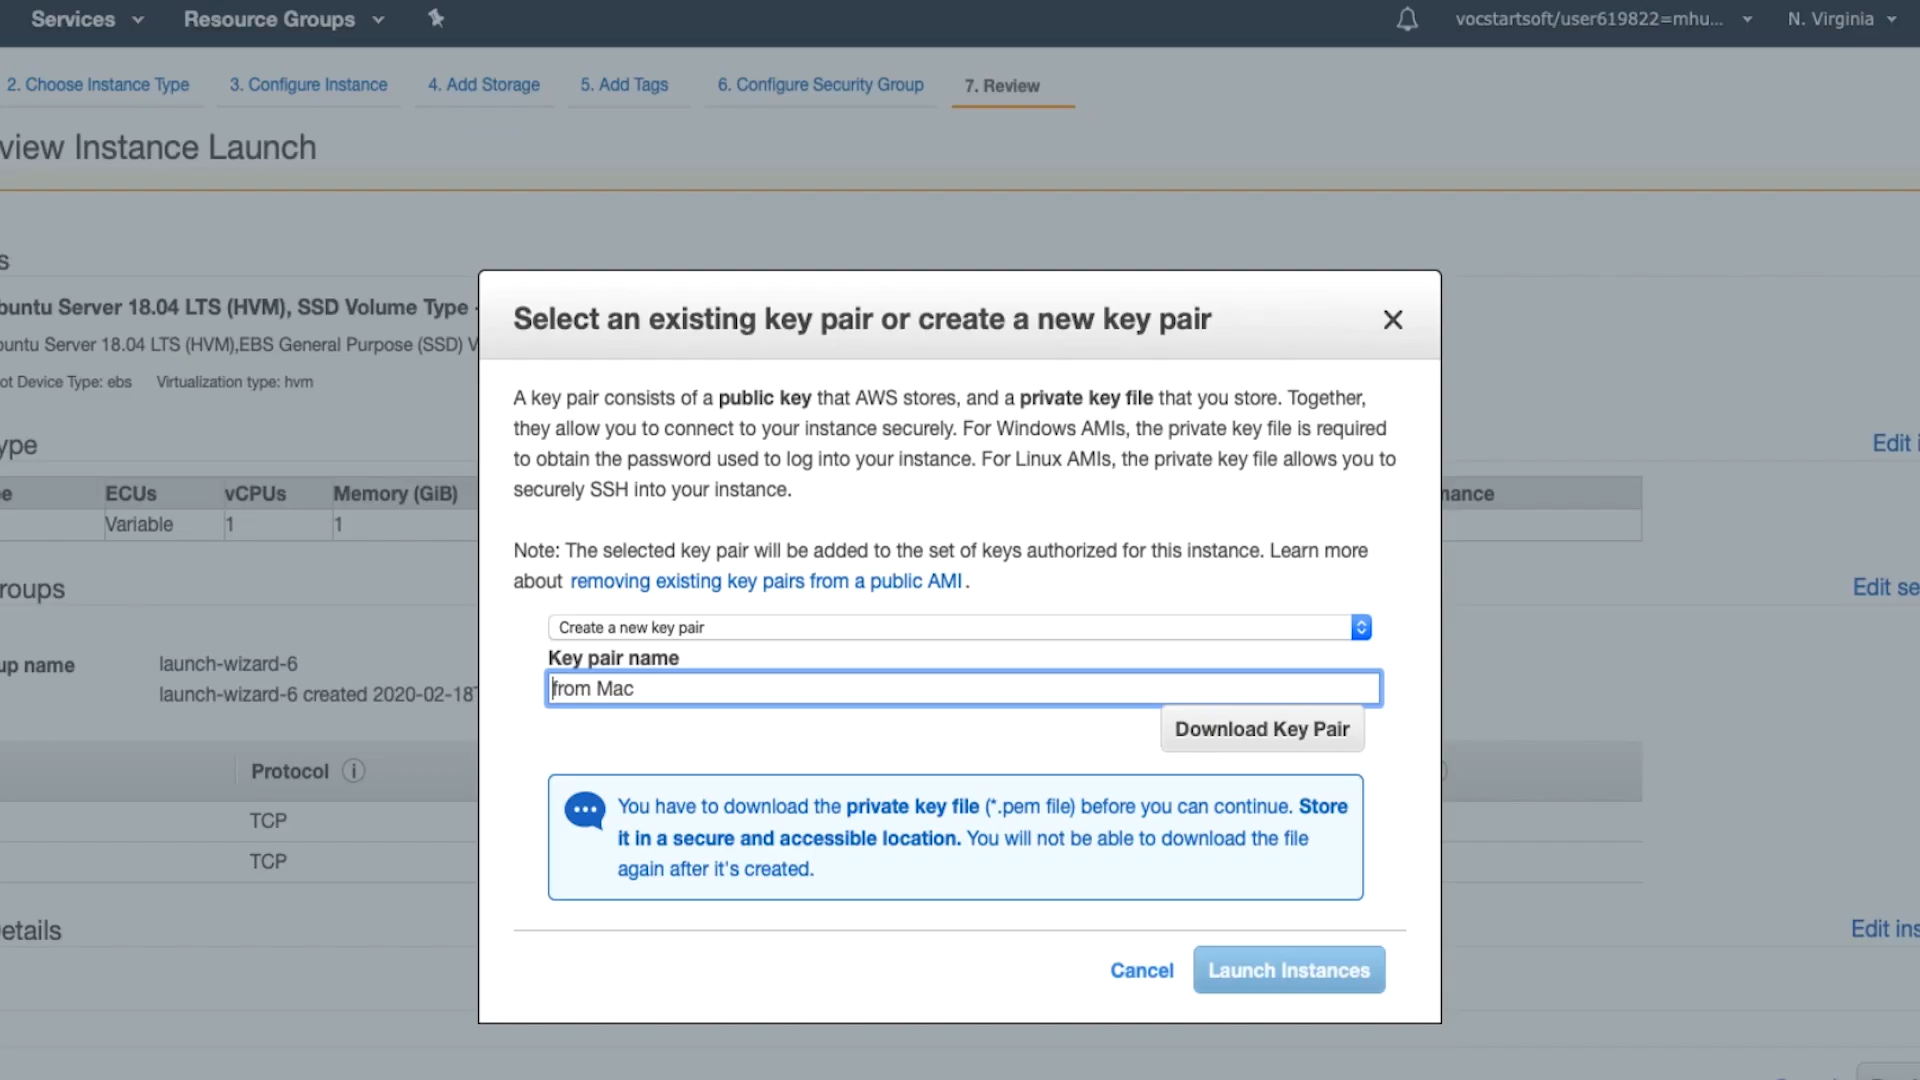 Services Resource Groups vocstartsoft/user619822=mhu... N. Virginia
2. Choose Instance Type 3. Configure Instance 4. Add Storage 5. Add Tags 6. Configure Security Group 7. Review
view Instance Launch
s
buntu Server 18.04 LTS (HVM), SSD Volume Type -
buntu Server 18.04 LTS (HVM),EBS General Purpose (SSD) V
ot Device Type: ebs Virtualization type: hvm
ype
Edit i
e ECUs vCPUs Memory (GiB) mance
Variable 1 1
roups
Edit se
up name launch-wizard-6
launch-wizard-6 created 2020-02-18T
Protocol i
TCP
TCP
etails
Edit ins
Select an existing key pair or create a new key pair
A key pair consists of a public key that AWS stores, and a private key file that you store. Together,
they allow you to connect to your instance securely. For Windows AMIs, the private key file is required
to obtain the password used to log into your instance. For Linux AMIs, the private key file allows you to
securely SSH into your instance.
Note: The selected key pair will be added to the set of keys authorized for this instance. Learn more
about removing existing key pairs from a public AMI.
Create a new key pair
Key pair name
from Mac
Download Key Pair
You have to download the private key file (*.pem file) before you can continue. Store
it in a secure and accessible location. You will not be able to download the file
again after it's created.
Cancel Launch Instances